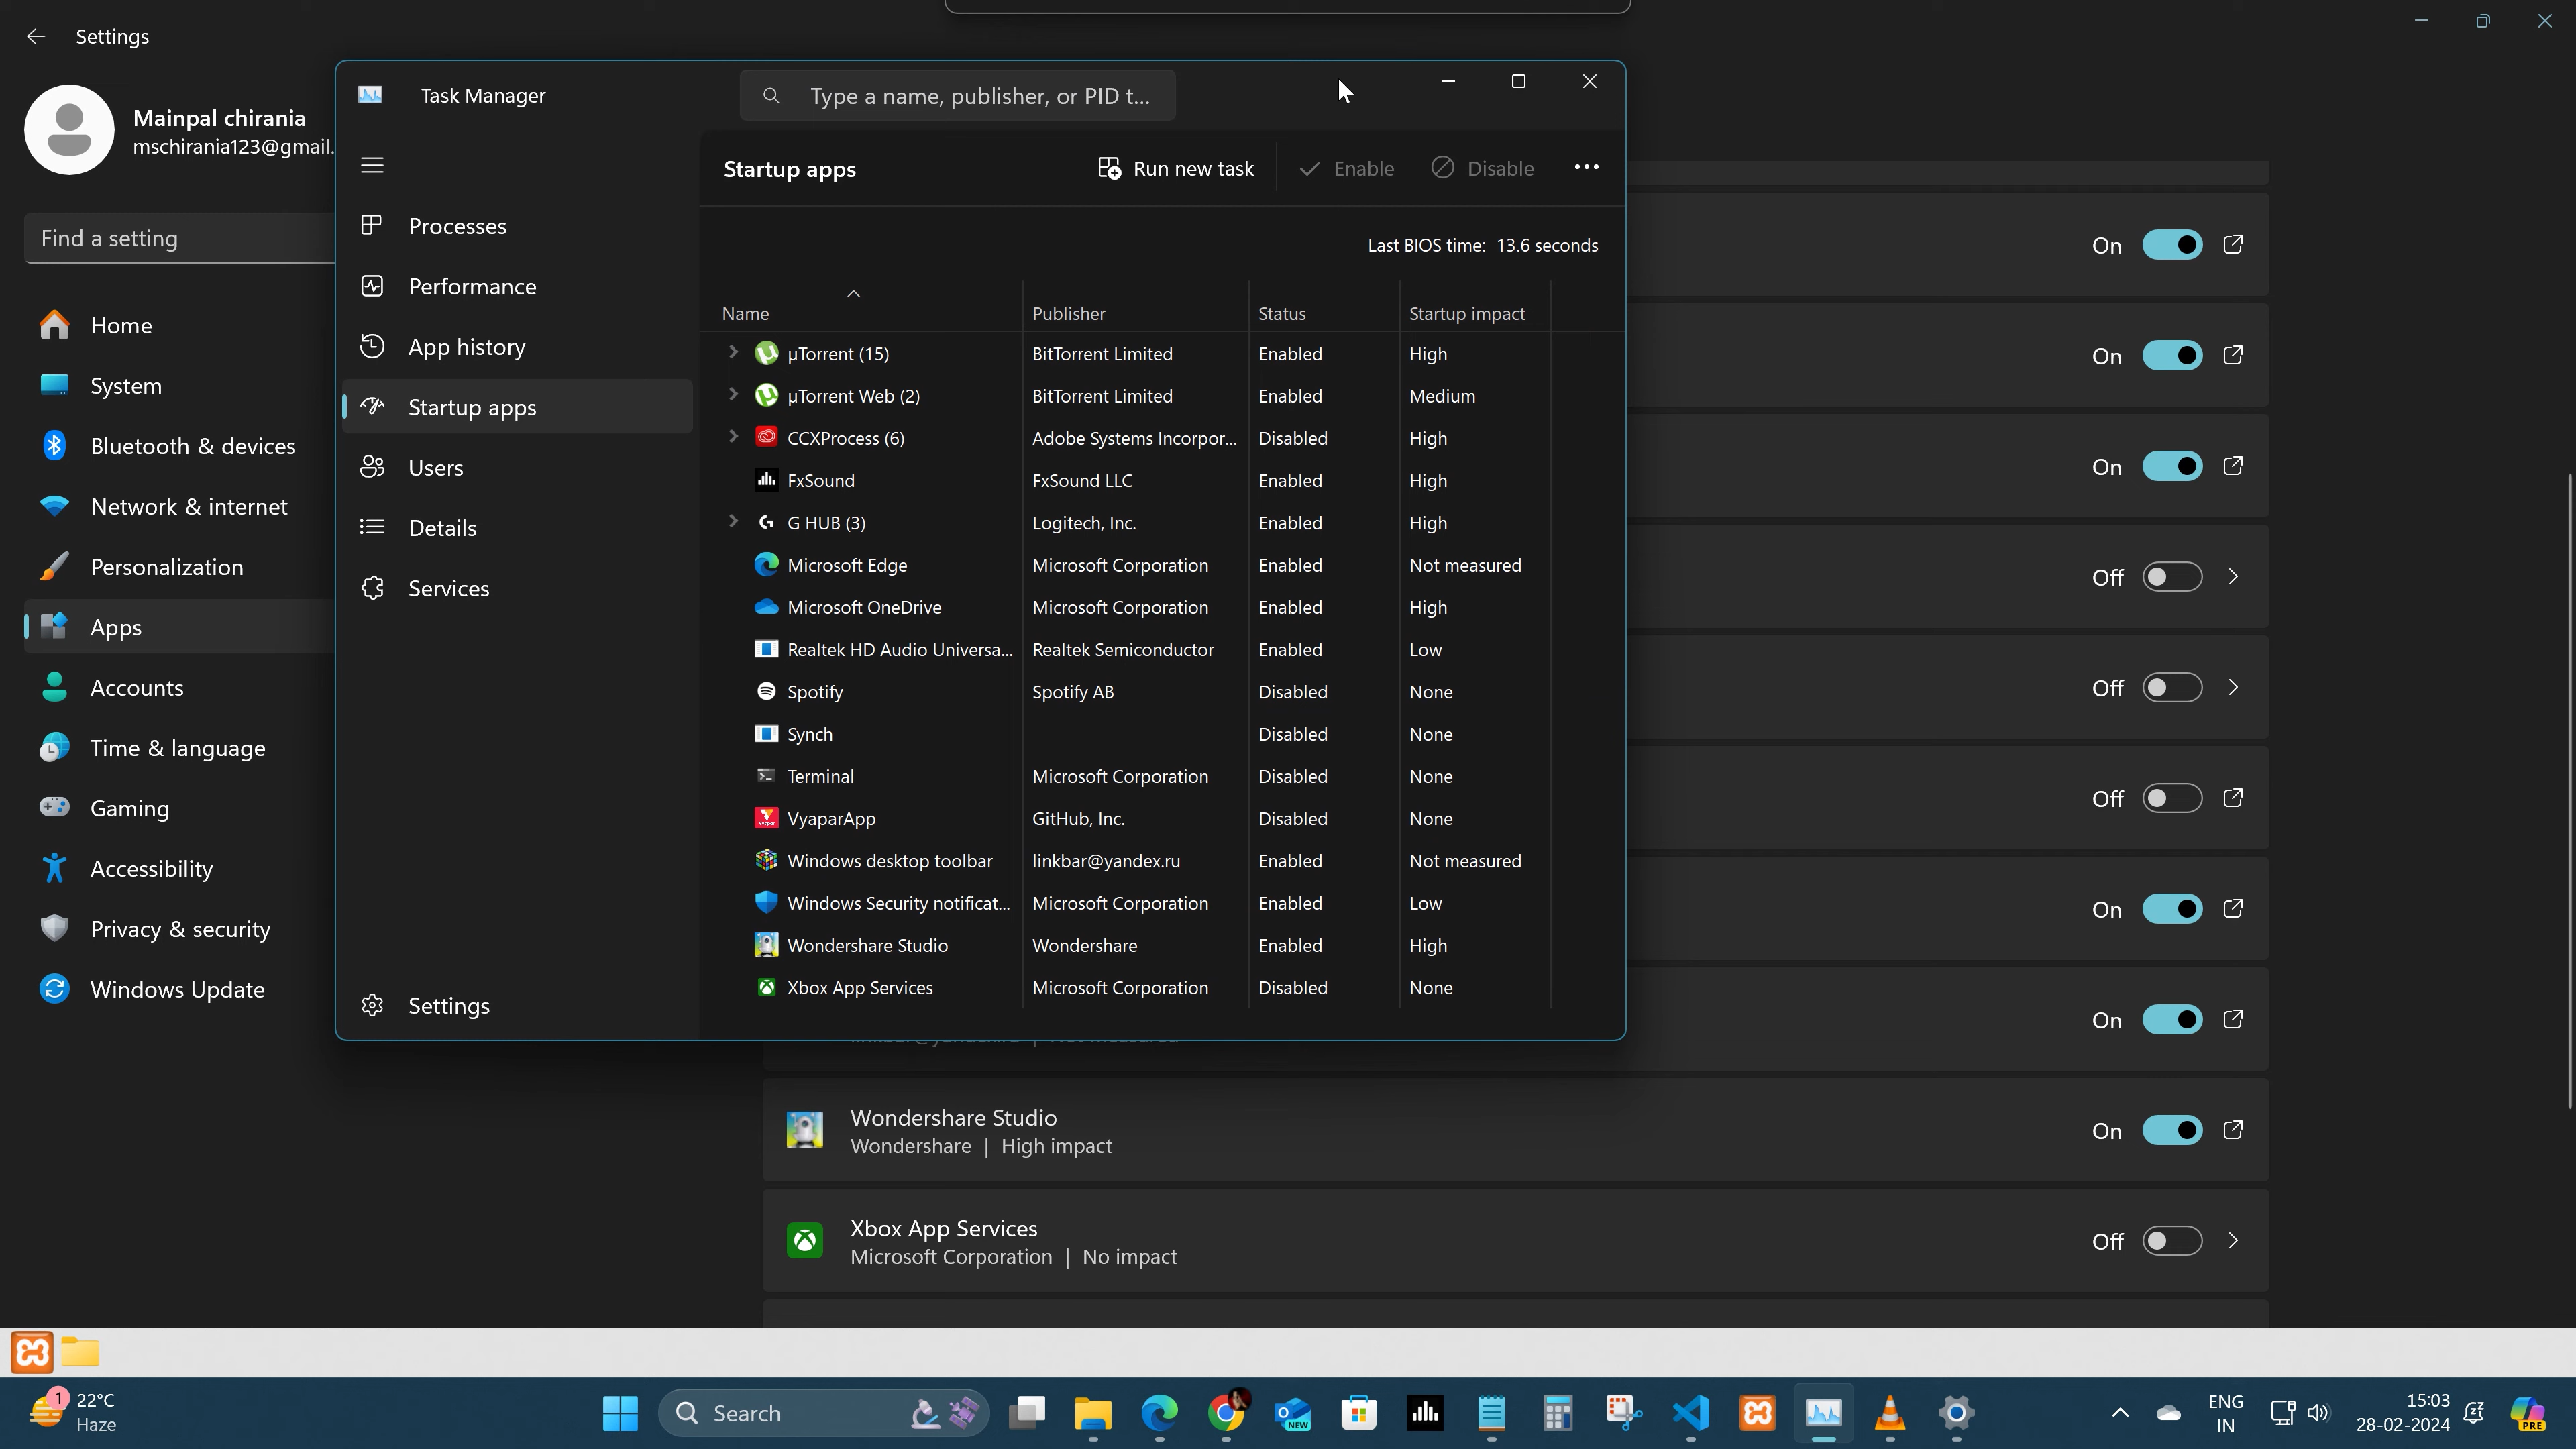 Settings
Mainpal chirania
mschirania123@gmail.
Find a setting
Home
System
Bluetooth & devices
Network & internet
Personalization
Apps
Accounts
Time & language
Gaming
Accessibility
Privacy & security
Windows Update
Task Manager
Type a name, publisher, or PID t...
Processes
Performance
App history
Startup apps
Users
Details
Services
Settings
Startup apps
Run new task
Enable
Disable
Last BIOS time: 13.6 seconds
Name Publisher Status Startup impact
µTorrent (15) BitTorrent Limited Enabled High
µTorrent Web (2) BitTorrent Limited Enabled Medium
CCXProcess (6) Adobe Systems Incorpor... Disabled High
FxSound FxSound LLC Enabled High
G HUB (3) Logitech, Inc. Enabled High
Microsoft Edge Microsoft Corporation Enabled Not measured
Microsoft OneDrive Microsoft Corporation Enabled High
Realtek HD Audio Universa... Realtek Semiconductor Enabled Low
Spotify Spotify AB Disabled None
Synch Disabled None
Terminal Microsoft Corporation Disabled None
VyaparApp GitHub, Inc. Disabled None
Windows desktop toolbar linkbar@yandex.ru Enabled Not measured
Windows Security notificat... Microsoft Corporation Enabled Low
Wondershare Studio Wondershare Enabled High
Xbox App Services Microsoft Corporation Disabled None
On
On
On
Off
Off
Off
On
On
Wondershare Studio
Wondershare | High impact
On
Xbox App Services
Microsoft Corporation | No impact
Off
1
22°C
Haze
Search
NEW
ENG
IN
15:03
28-02-2024
PRE